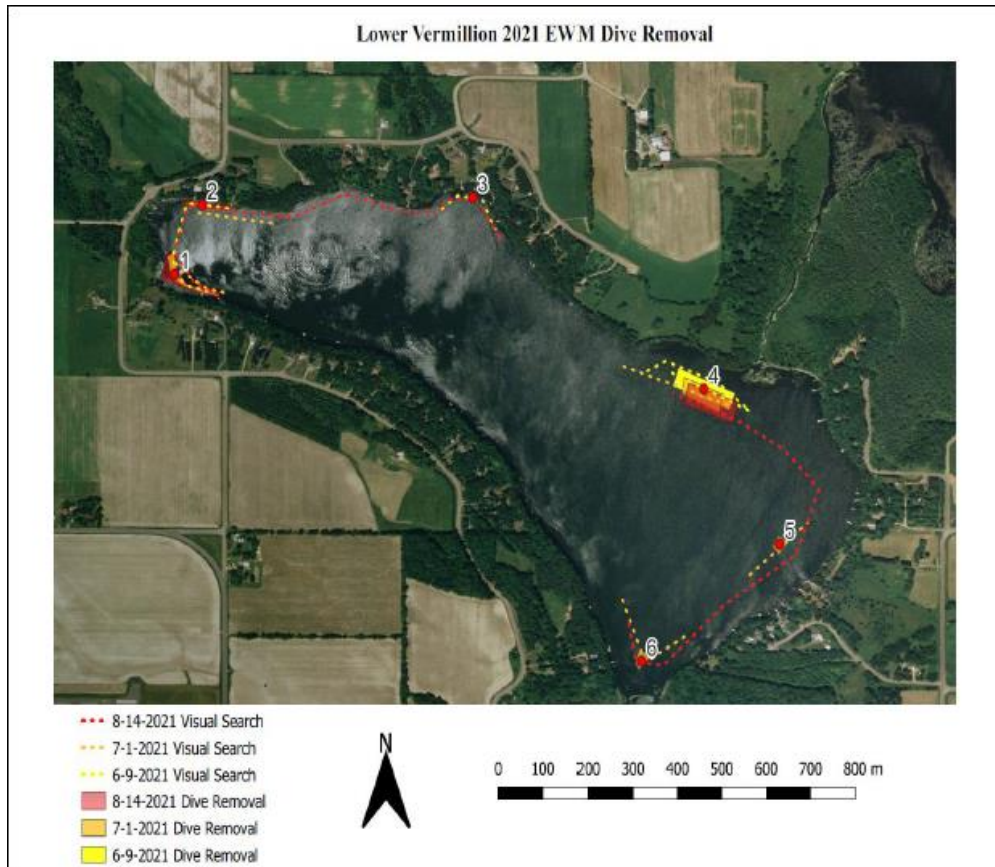 Lower Vermillion 2021 EWM Dive Removal
2
3
1
4
5
6
8-14-2021 Visual Search
7-1-2021 Visual Search
6-9-2021 Visual Search
8-14-2021 Dive Removal
7-1-2021 Dive Removal
6-9-2021 Dive Removal
N
0 100 200 300 400 500 600 700 800 m